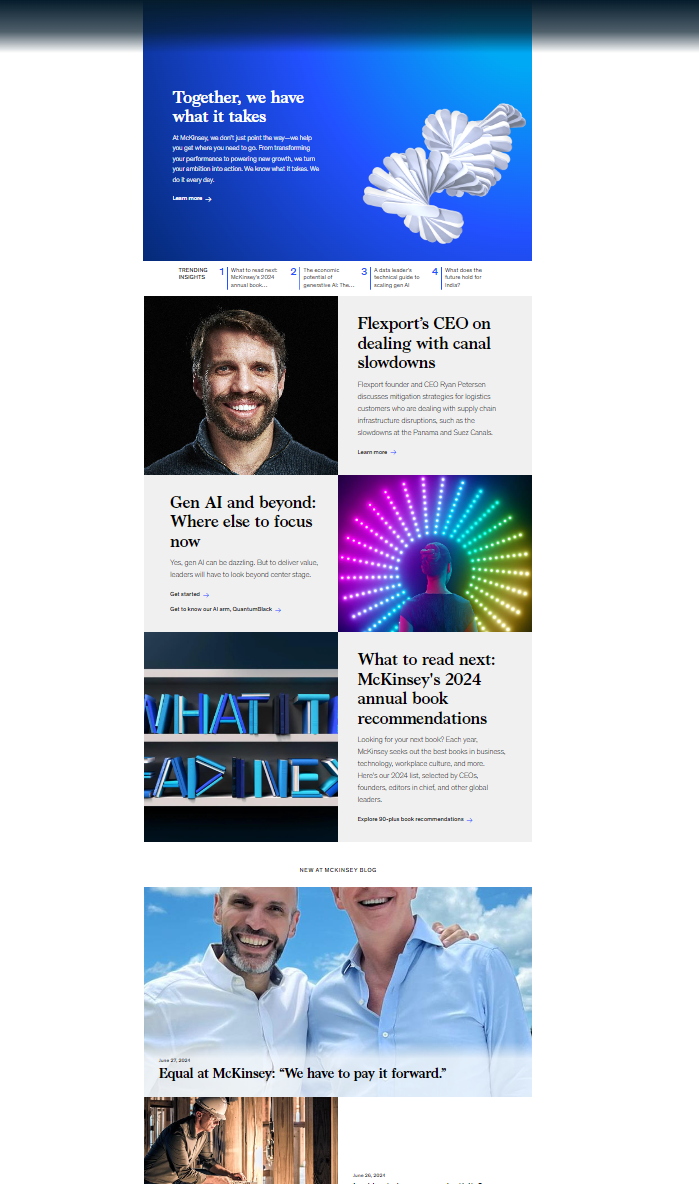 Together, we have
what it takes
At McKinsey, we don't just point the way—we help
you get where you need to go. From transforming
your performance to powering new growth, we turn
your ambition into action. We know what it takes. We
do it every day.
Learn more →
TRENDING
INSIGHTS
1
What to read next:
McKinsey's 2024
annual book...
2
The economic
potential of
generative AI: The...
3
A data leader's
technical guide to
scaling gen AI
4
What does the
future hold for
India?
Flexport's CEO on
dealing with canal
slowdowns
Flexport founder and CEO Ryan Petersen
discusses mitigation strategies for logistics
customers who are dealing with supply chain
infrastructure disruptions, such as the
slowdowns at the Panama and Suez Canals.
Learn more →
Gen AI and beyond:
Where else to focus
now
Yes, gen AI can be dazzling. But to deliver value,
leaders will have to look beyond center stage.
Get started →
Get to know our AI arm, QuantumBlack →
WHAT T
EAD NEX
What to read next:
McKinsey's 2024
annual book
recommendations
Looking for your next book? Each year,
McKinsey seeks out the best books in business,
technology, workplace culture, and more.
Here's our 2024 list, selected by CEOs,
founders, editors in chief, and other global
leaders.
Explore 90-plus book recommendations →
NEW AT MCKINSEY BLOG
June 27, 2024
Equal at McKinsey: “We have to pay it forward.”
June 26, 2024